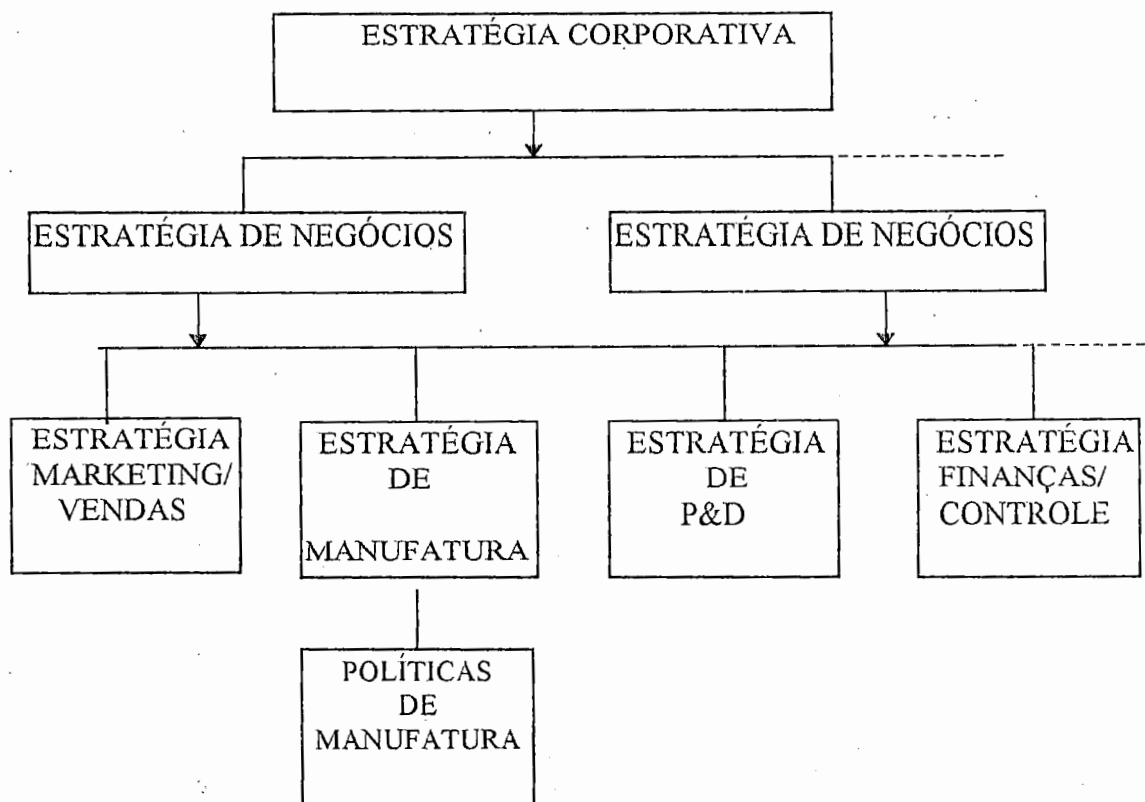 ESTRATÉGIA CORPORATIVA
ESTRATÉGIA DE NEGÓCIOS
ESTRATÉGIA DE NEGÓCIOS
ESTRATÉGIA
MARKETING/
VENDAS
ESTRATÉGIA
DE
MANUFATURA
ESTRATÉGIA
DE
P&D
ESTRATÉGIA
FINANÇAS/
CONTROLE
POLÍTICAS
DE
MANUFATURA